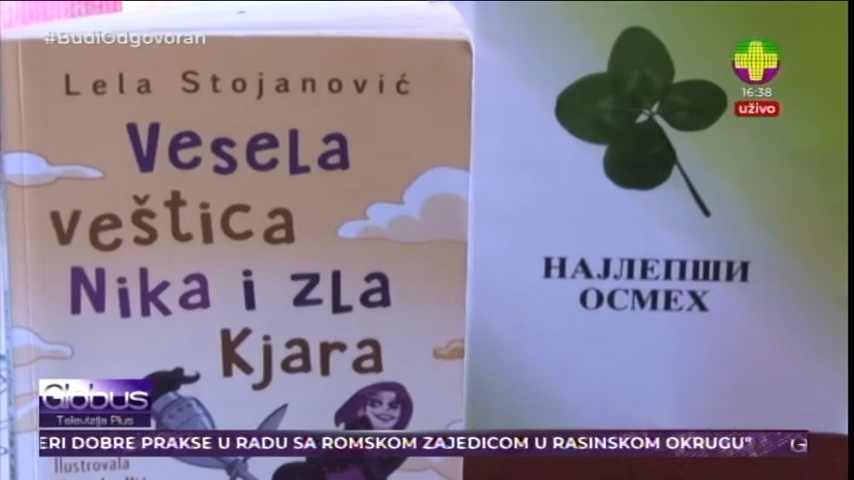 #BudiOdgovoran
Lela Stojanović
Vesela
veštica
Nika i zla
Kjara
НАЈЛЕПШИ
ОСМЕХ
16:38
uživo
Globus
Televizija Plus
ERI DOBRE PRAKSE U RADU SA ROMSKOM ZAJEDICOM U RASINSKOM OKRUGU"
G
Ilustrovala